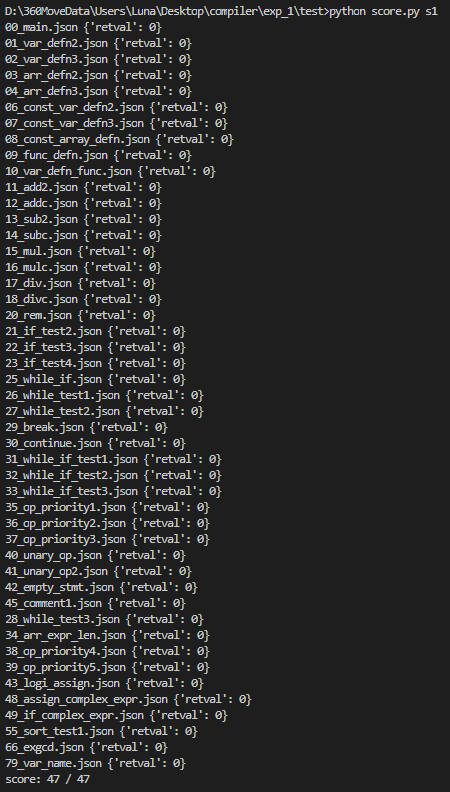 D:\360MoveData\Users\Luna\Desktop\compiler\exp_1\test>python score.py s1
00_main.json {'retval': 0}
01_var_defn2.json {'retval': 0}
02_var_defn3.json {'retval': 0}
03_arr_defn2.json {'retval': 0}
04_arr_defn3.json {'retval': 0}
06_const_var_defn2.json {'retval': 0}
07_const_var_defn3.json {'retval': 0}
08_const_array_defn.json {'retval': 0}
09_func_defn.json {'retval': 0}
10_var_defn_func.json {'retval': 0}
11_add2.json {'retval': 0}
12_addc.json {'retval': 0}
13_sub2.json {'retval': 0}
14_subc.json {'retval': 0}
15_mul.json {'retval': 0}
16_mulc.json {'retval': 0}
17_div.json {'retval': 0}
18_divc.json {'retval': 0}
20_rem.json {'retval': 0}
21_if_test2.json {'retval': 0}
22_if_test3.json {'retval': 0}
23_if_test4.json {'retval': 0}
25_while_if.json {'retval': 0}
26_while_test1.json {'retval': 0}
27_while_test2.json {'retval': 0}
29_break.json {'retval': 0}
30_continue.json {'retval': 0}
31_while_if_test1.json {'retval': 0}
32_while_if_test2.json {'retval': 0}
33_while_if_test3.json {'retval': 0}
35_op_priority1.json {'retval': 0}
36_op_priority2.json {'retval': 0}
37_op_priority3.json {'retval': 0}
40_unary_op.json {'retval': 0}
41_unary_op2.json {'retval': 0}
42_empty_stmt.json {'retval': 0}
45_comment1.json {'retval': 0}
28_while_test3.json {'retval': 0}
34_arr_expr_len.json {'retval': 0}
38_op_priority4.json {'retval': 0}
39_op_priority5.json {'retval': 0}
43_logi_assign.json {'retval': 0}
48_assign_complex_expr.json {'retval': 0}
49_if_complex_expr.json {'retval': 0}
55_sort_test1.json {'retval': 0}
66_exgcd.json {'retval': 0}
79_var_name.json {'retval': 0}
score: 47 / 47